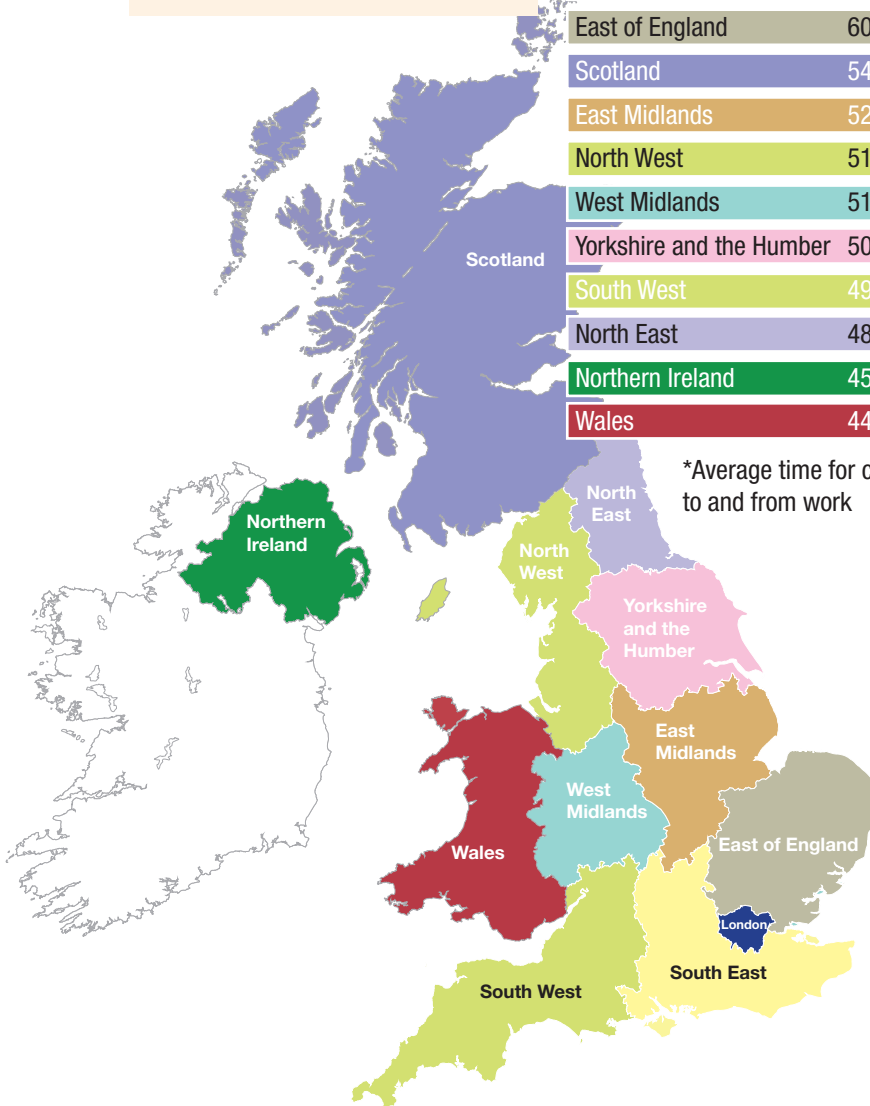 East of England 60
Scotland 54
East Midlands 52
North West 51
West Midlands 51
Yorkshire and the Humber 50
South West 49
North East 48
Northern Ireland 45
Wales 44
*Average time for
to and from work
Scotland
North
East
Northern
Ireland
North
West
Yorkshire
and the
Humber
East
Midlands
West
Midlands
East of England
Wales
London
South East
South West